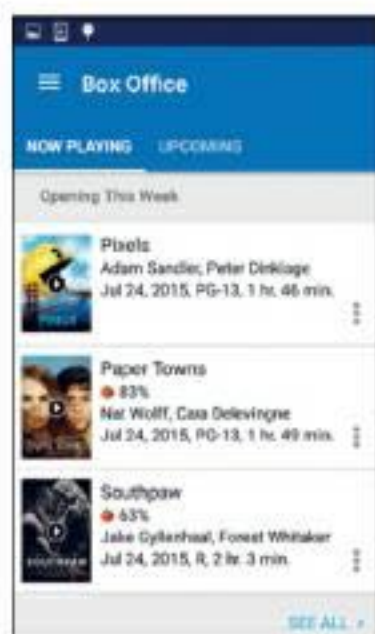 Box Office
NOW PLAYING UPCOMING
Opening This Week
Pixels
Adam Sandler, Peter Dinklage
Jul 24, 2015, PG-13, 1 hr. 46 min.
PIXELS
Paper Towns
83%
Nat Wolff, Cara Delevingne
Jul 24, 2015, PG-13, 1 hr. 49 min.
Southpaw
63%
Jake Gyllenhaal, Forest Whitaker
Jul 24, 2015, R, 2 hr. 3 min.
SOUTHPAW
SEE ALL